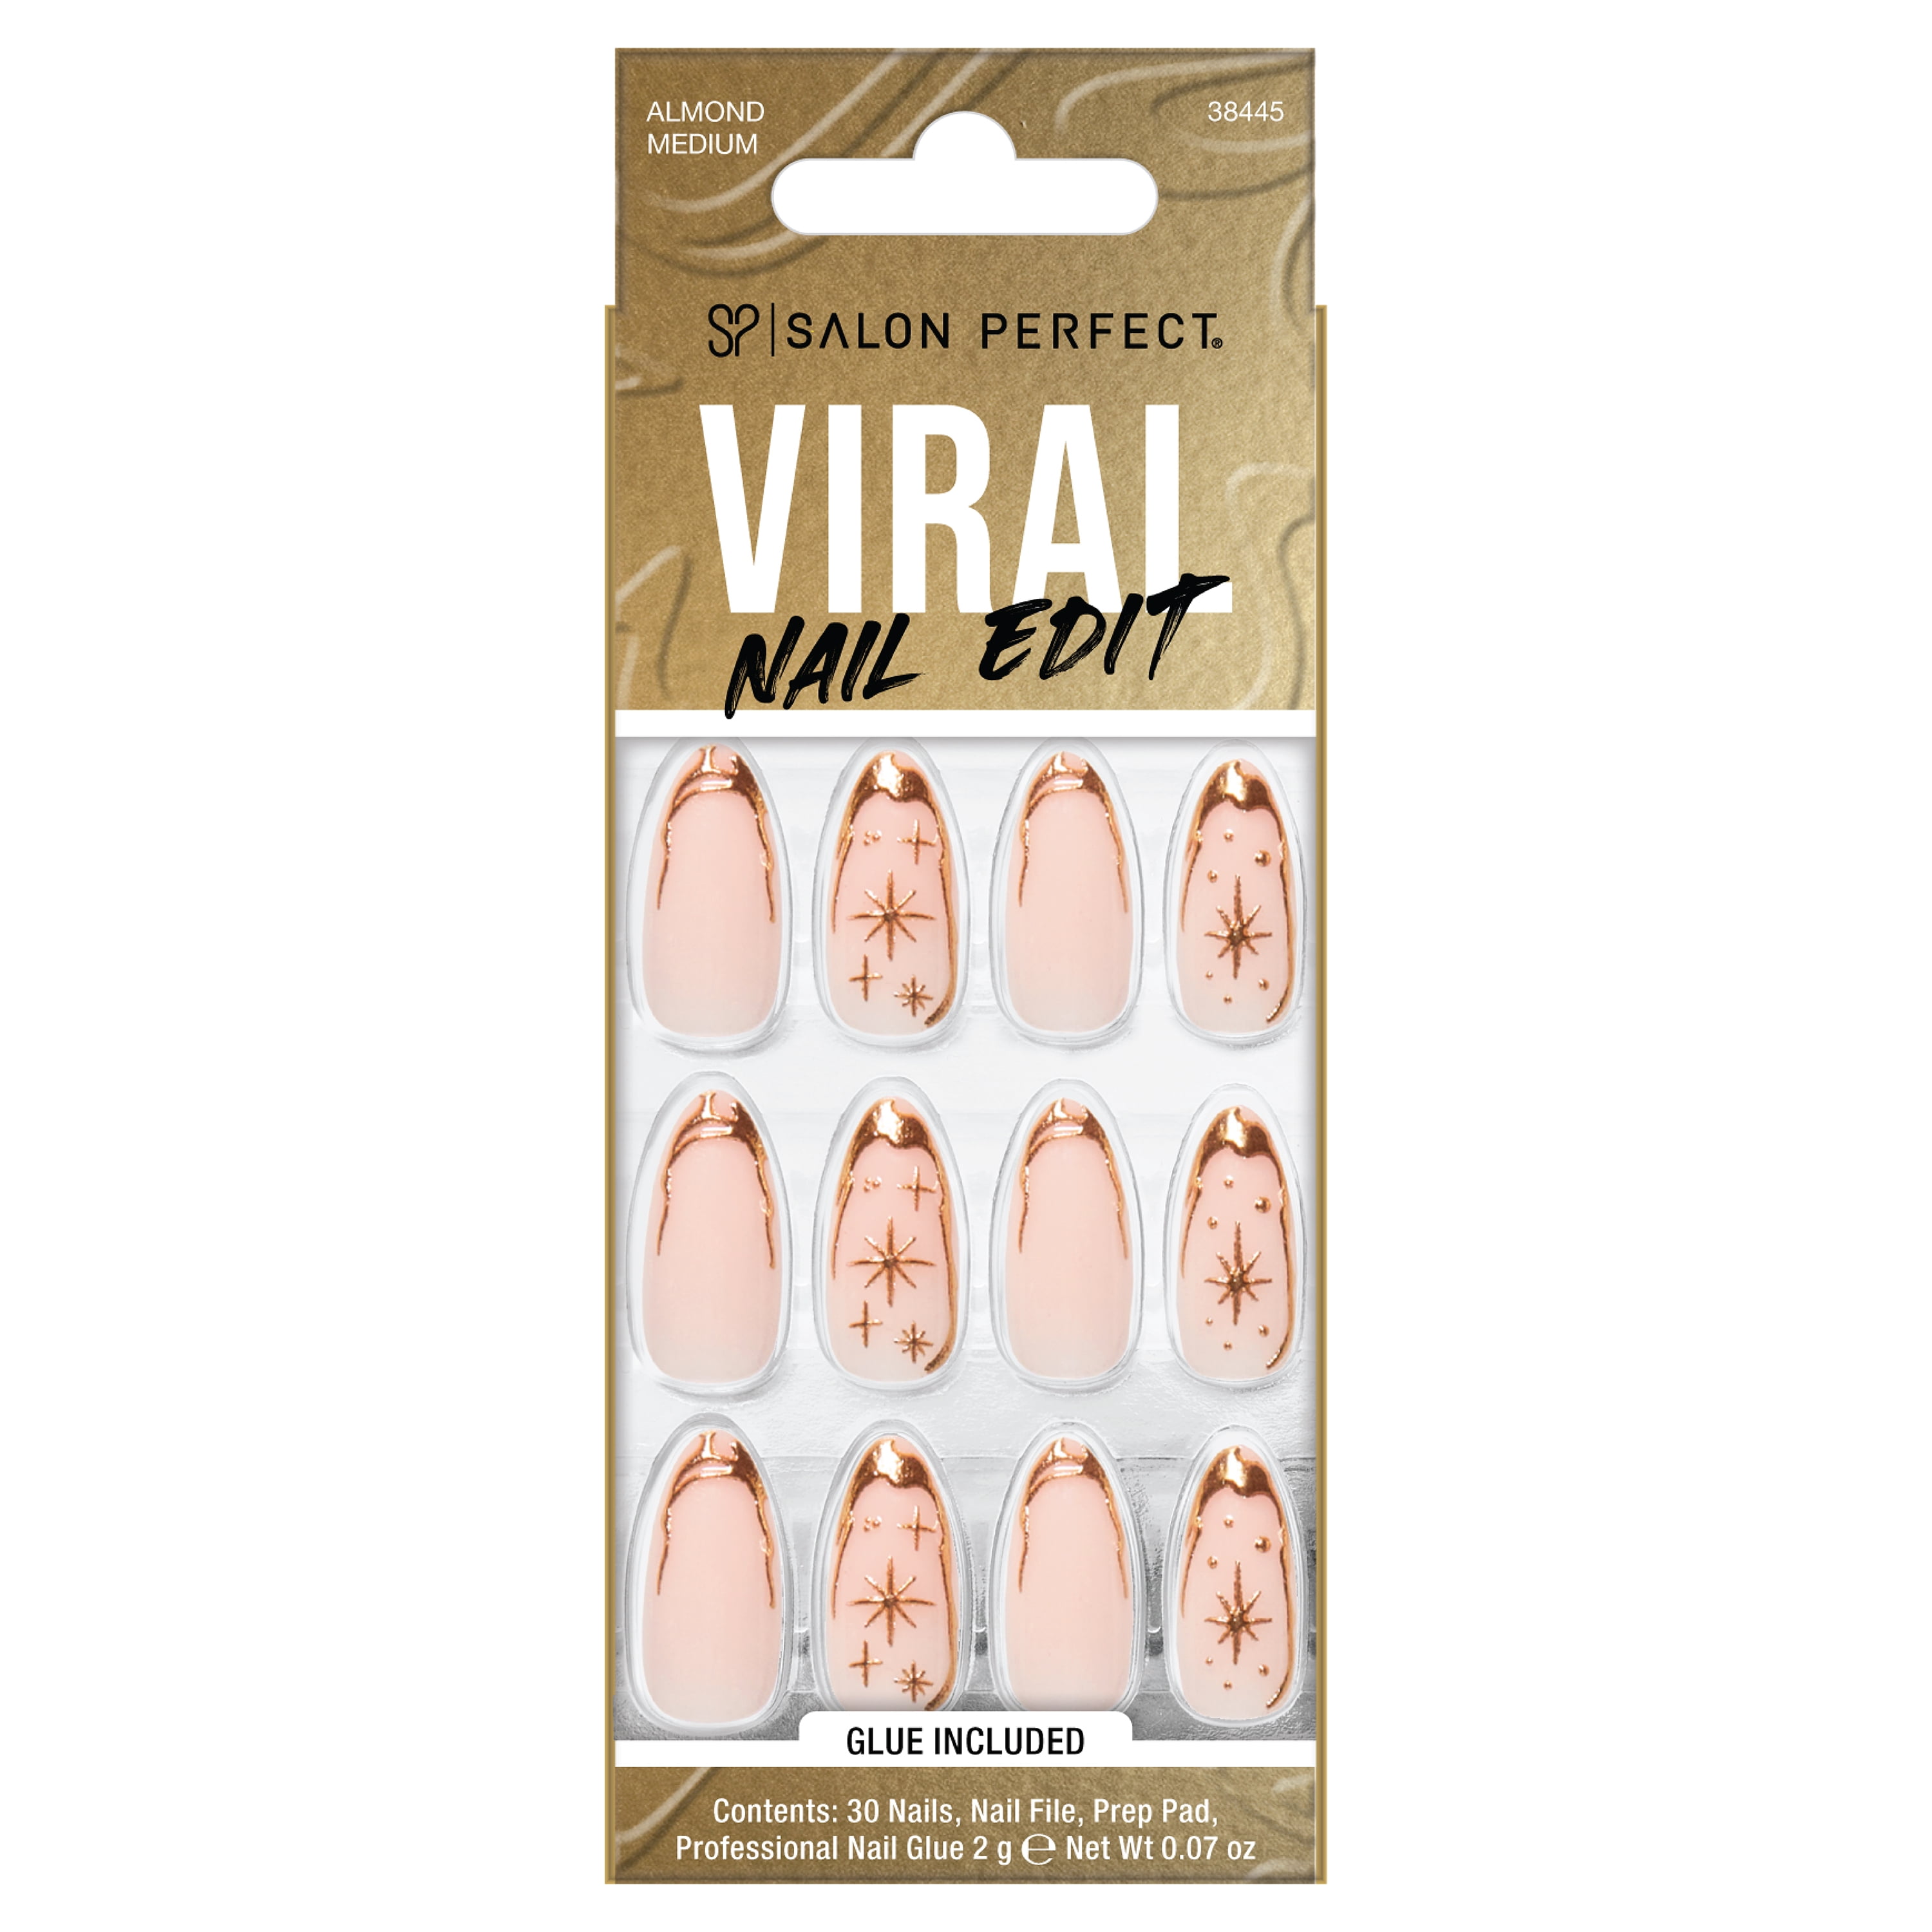 ALMOND
MEDIUM
38445
SP | SALON PERFECT®
VIRAL
NAIL EDIT
GLUE INCLUDED
Contents: 30 Nails, Nail File, Prep Pad,
Professional Nail Glue 2 g ℮ Net Wt 0.07 oz